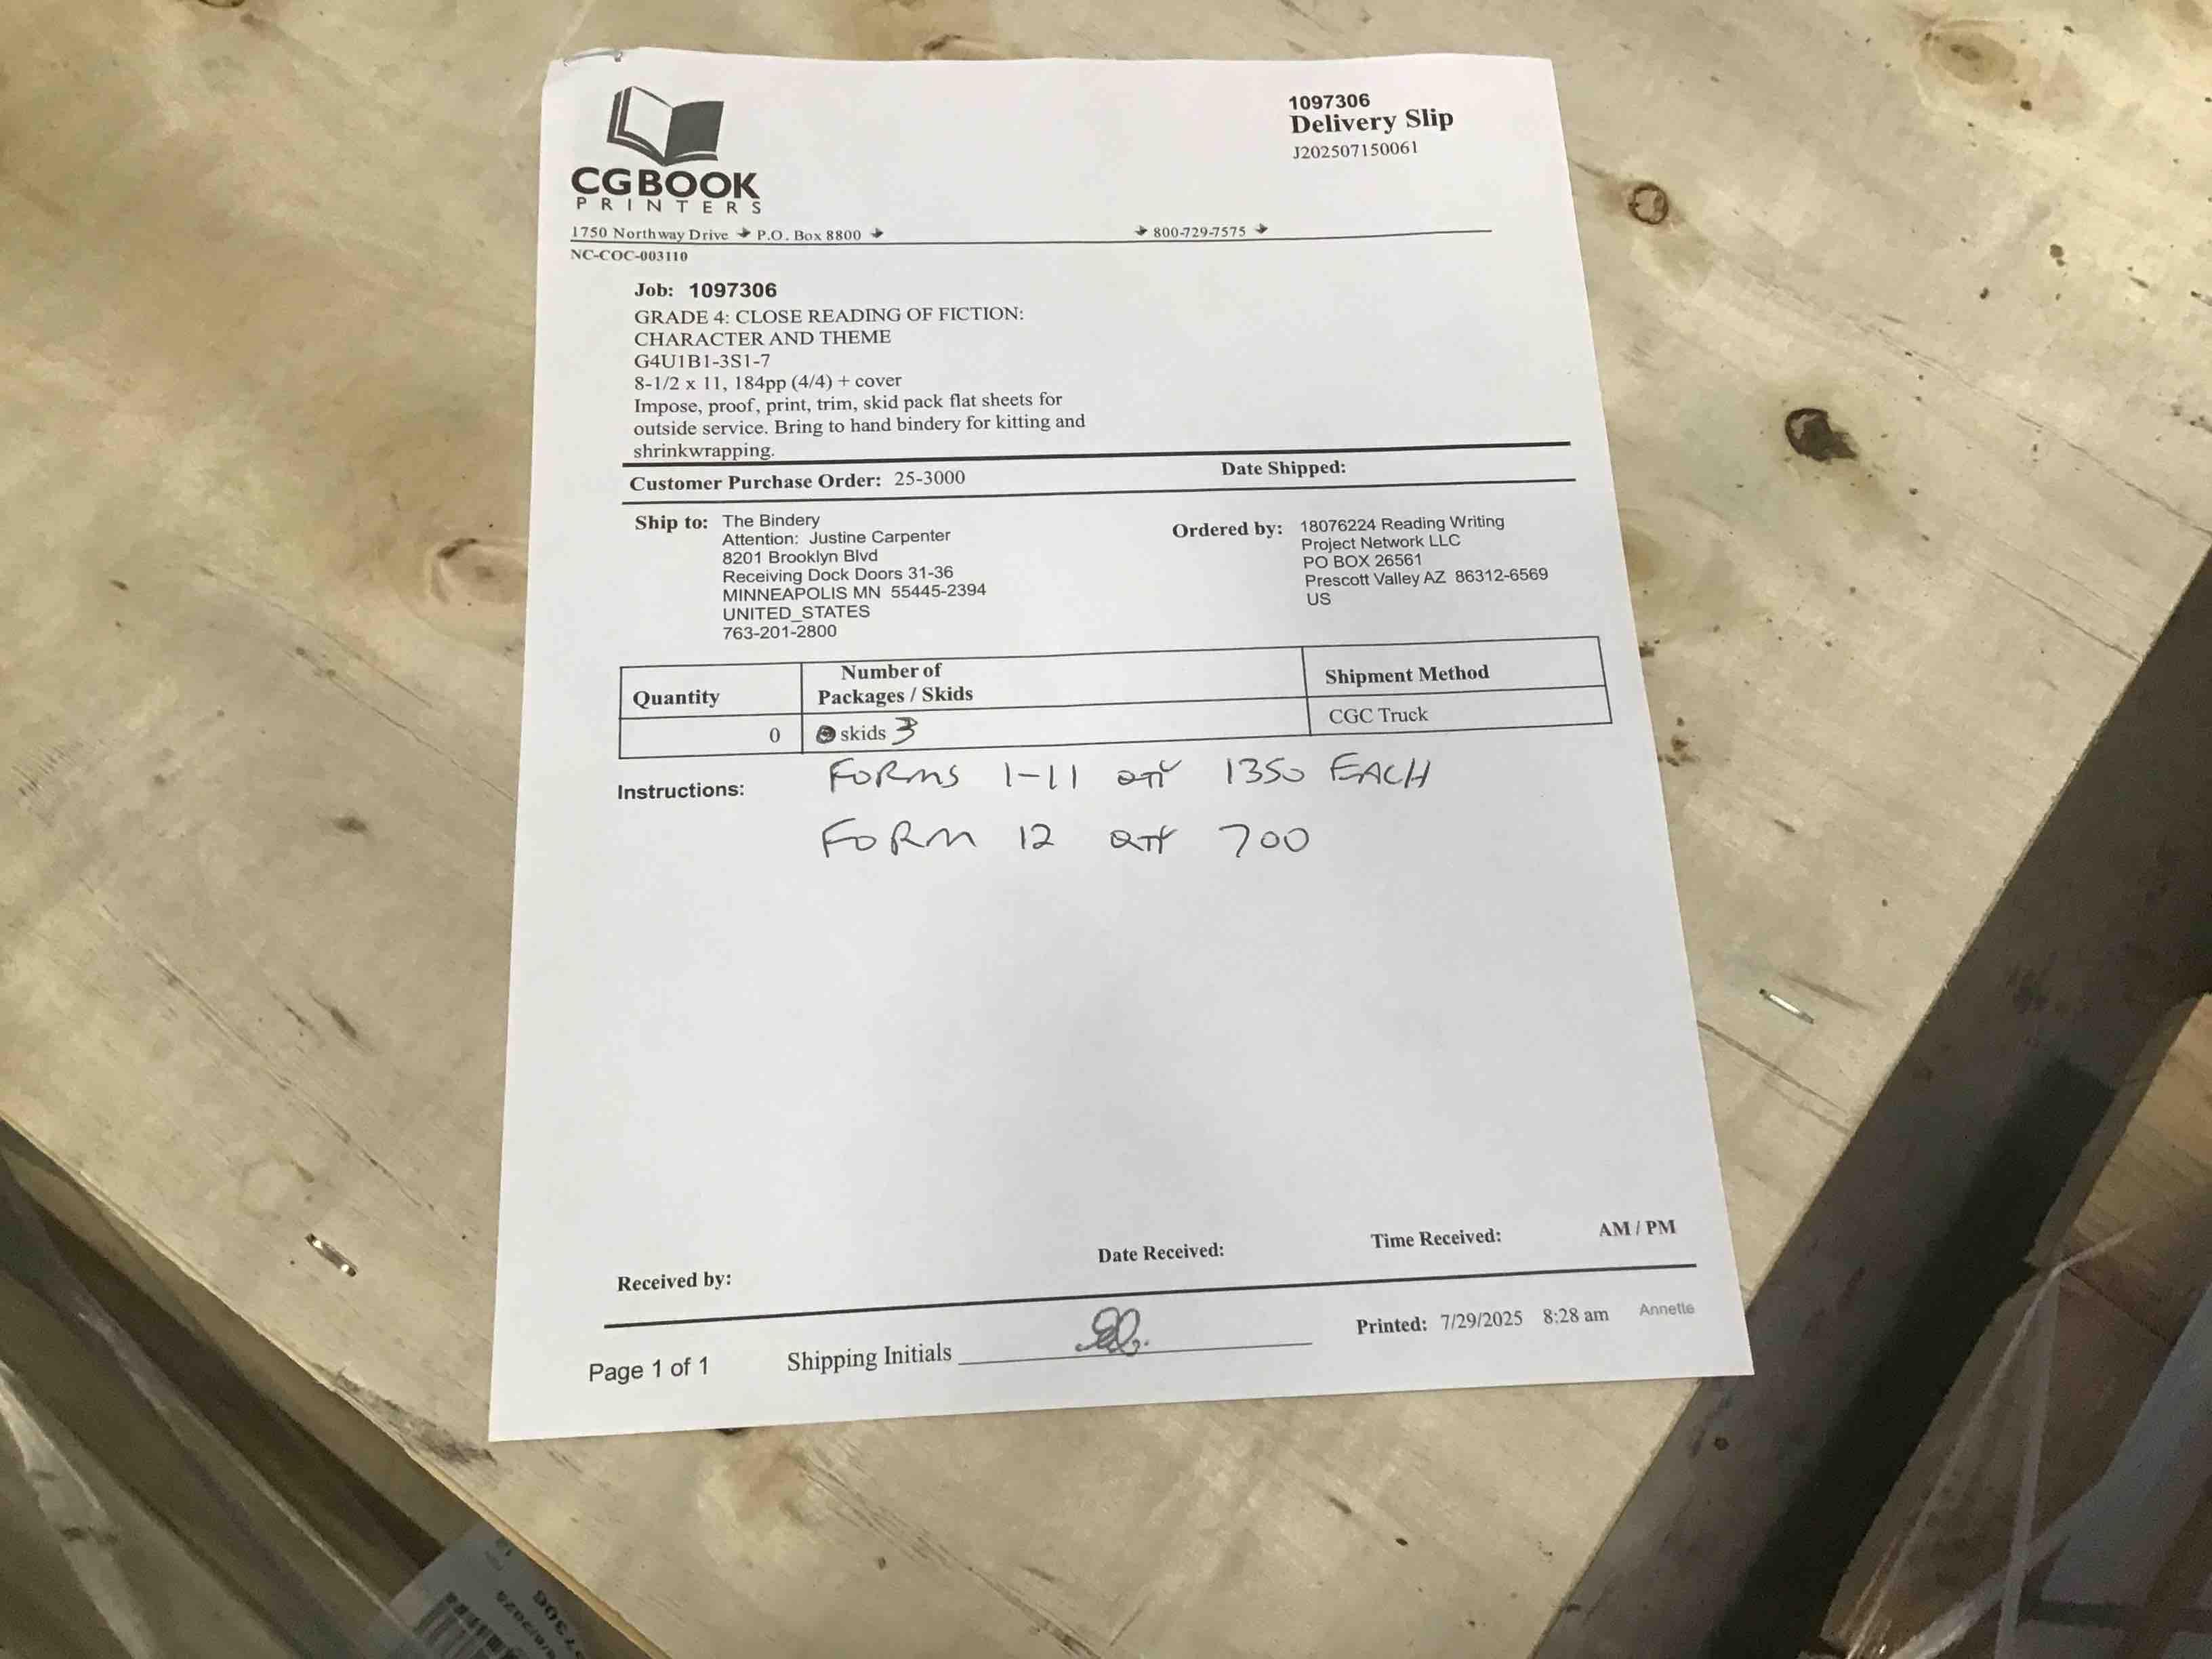 1097306
Delivery Slip
J202507150061
CG BOOK
PRINTERS
1750 Northway Drive P.O. Box 8800 800-729-7575
NC-COC-003110
Job: 1097306
GRADE 4: CLOSE READING OF FICTION:
CHARACTER AND THEME
G4U1B1-3S1-7
8-1/2 x 11, 184pp (4/4) + cover
Impose, proof, print, trim, skid pack flat sheets for
outside service. Bring to hand bindery for kitting and
shrinkwrapping.
Customer Purchase Order: 25-3000 Date Shipped:
Ship to: The Bindery
Attention: Justine Carpenter
8201 Brooklyn Blvd
Receiving Dock Doors 31-36
MINNEAPOLIS MN 55445-2394
UNITED_STATES
763-201-2800
Ordered by: 18076224 Reading Writing
Project Network LLC
PO BOX 26561
Prescott Valley AZ 86312-6569
US
Quantity
Number of
Packages / Skids
Shipment Method
0 skids 3 CGC Truck
Instructions: FORMS 1-11 QTY 1350 EACH
FORM 12 QTY 700
Received by: Date Received: Time Received: AM / PM
Page 1 of 1 Shipping Initials Printed: 7/29/2025 8:28 am Annette